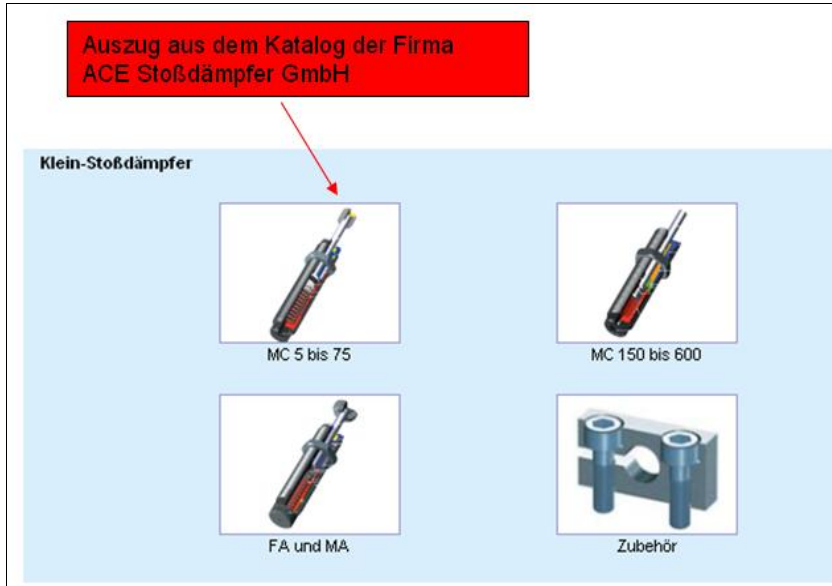 Auszug aus dem Katalog der Firma
ACE Stoßdämpfer GmbH
Klein-Stoßdämpfer
MC 5 bis 75
MC 150 bis 600
FA und MA
Zubehör